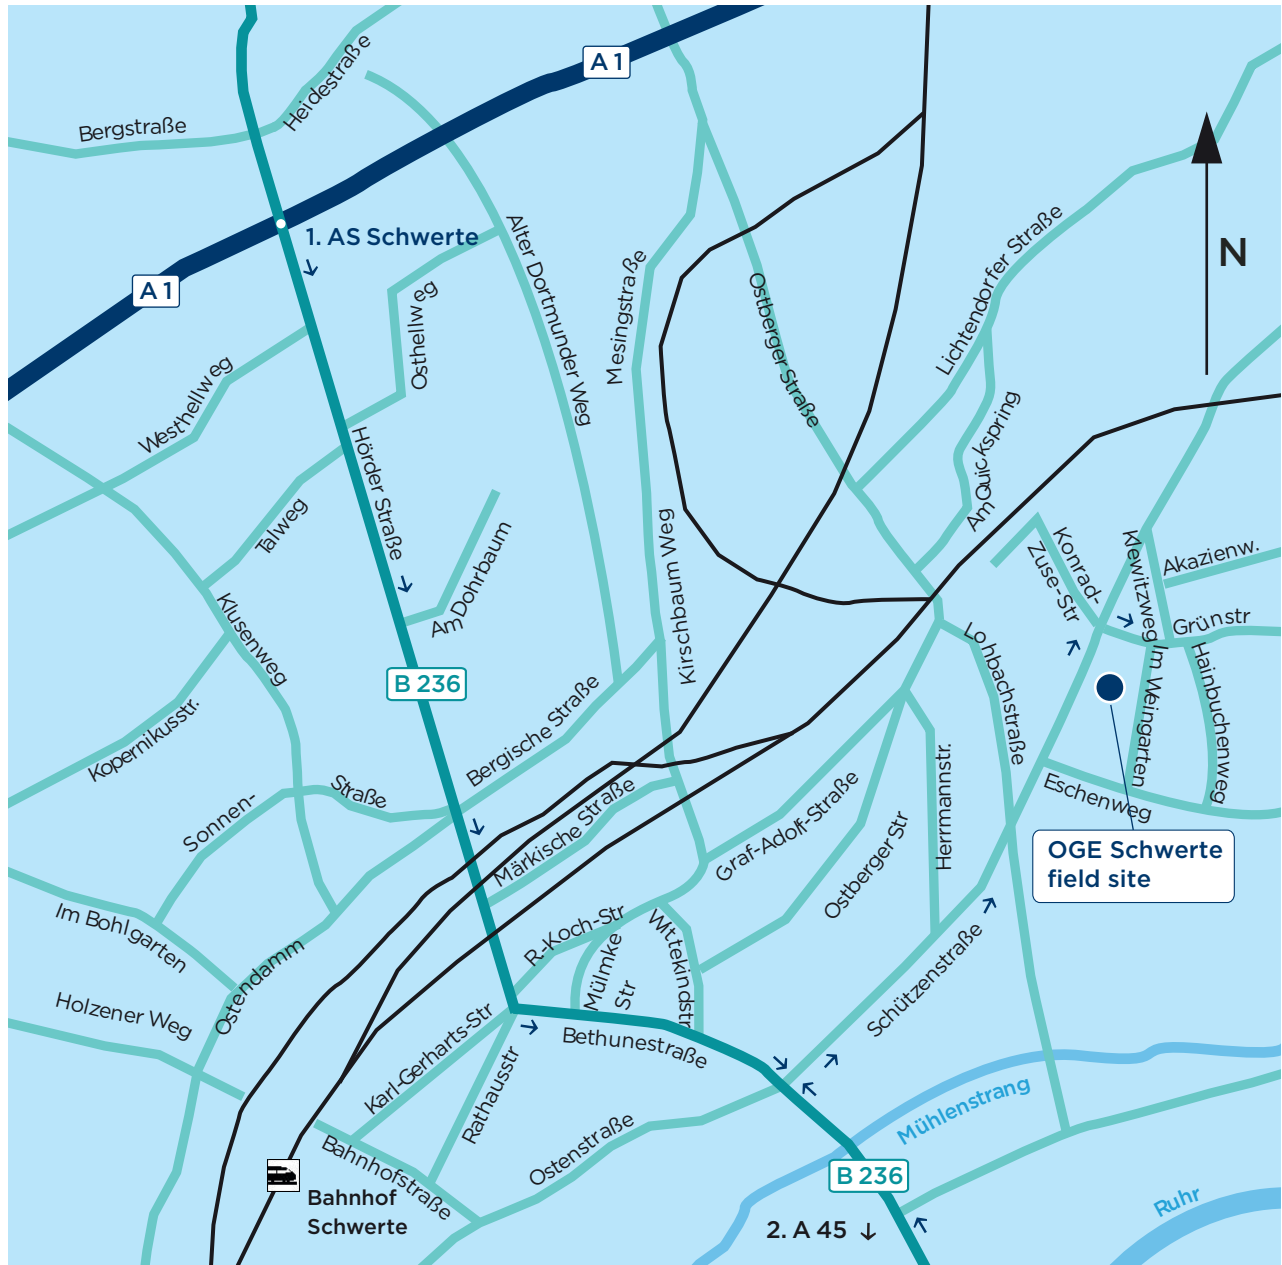 A 1
Heidestraße
Bergstraße
1. AS Schwerte
A 1
N
Alter Dortmunder Weg
Mesingstraße
Ostberger Straße
Lichtendorfer Straße
Osthellweg
Westhellweg
Hörder Straße
Talweg
Am Dohrbaum
Kirschbaum Weg
Am Quickspring
Konrad-
Zuse-Str
Klewitzweg
Akazienw.
Grünstr
Klusenweg
Lohbachstraße
Im Weingarten
Hainbuchenweg
B 236
Kopernikusstr.
Bergische Straße
Sonnen-
Straße
Märkische Straße
Graf-Adolf-Straße
Herrmannstr.
Eschenweg
OGE Schwerte
field site
Ostberger Str
Im Bohlgarten
Ostendamm
R.-Koch-Str
Mülmke
Str
Wittekindstr
Schützenstraße
Holzener Weg
Karl-Gerharts-Str
Bethunestraße
Rathausstr
Mühlenstrang
Bahnhofstraße
Ostenstraße
Bahnhof
Schwerte
B 236
2. A 45
Ruhr